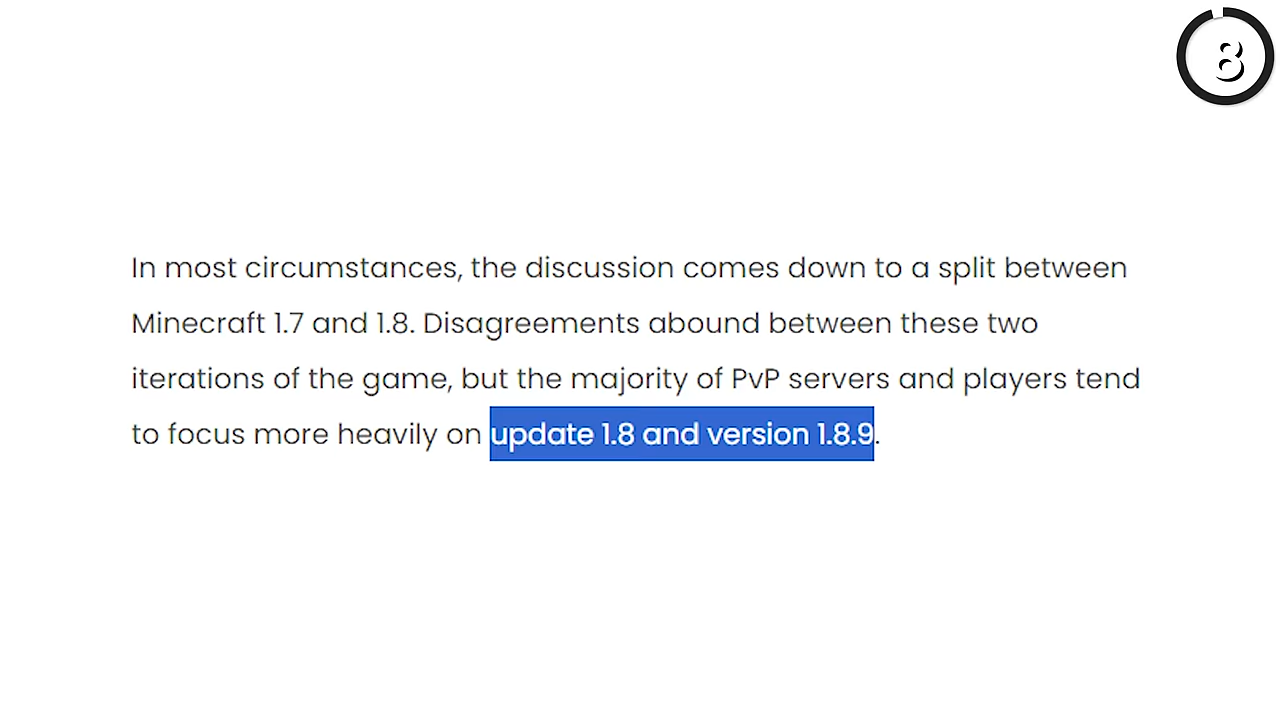 8
In most circumstances, the discussion comes down to a split between
Minecraft 1.7 and 1.8. Disagreements abound between these two
iterations of the game, but the majority of PvP servers and players tend
to focus more heavily on update 1.8 and version 1.8.9.